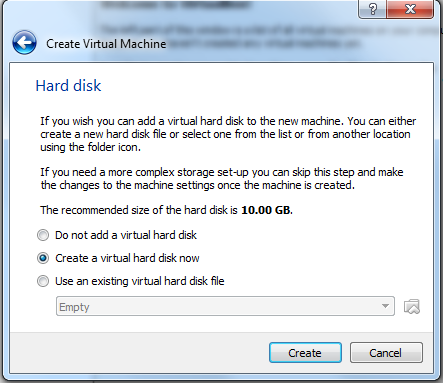 Welcome to VirtualBox!
?
X
Create Virtual Machine
Hard disk
If you wish you can add a virtual hard disk to the new machine. You can either
create a new hard disk file or select one from the list or from another location
using the folder icon.
If you need a more complex storage set-up you can skip this step and make
the changes to the machine settings once the machine is created.
The recommended size of the hard disk is 10.00 GB.
Do not add a virtual hard disk
Create a virtual hard disk now
Use an existing virtual hard disk file
Empty
Create
Cancel